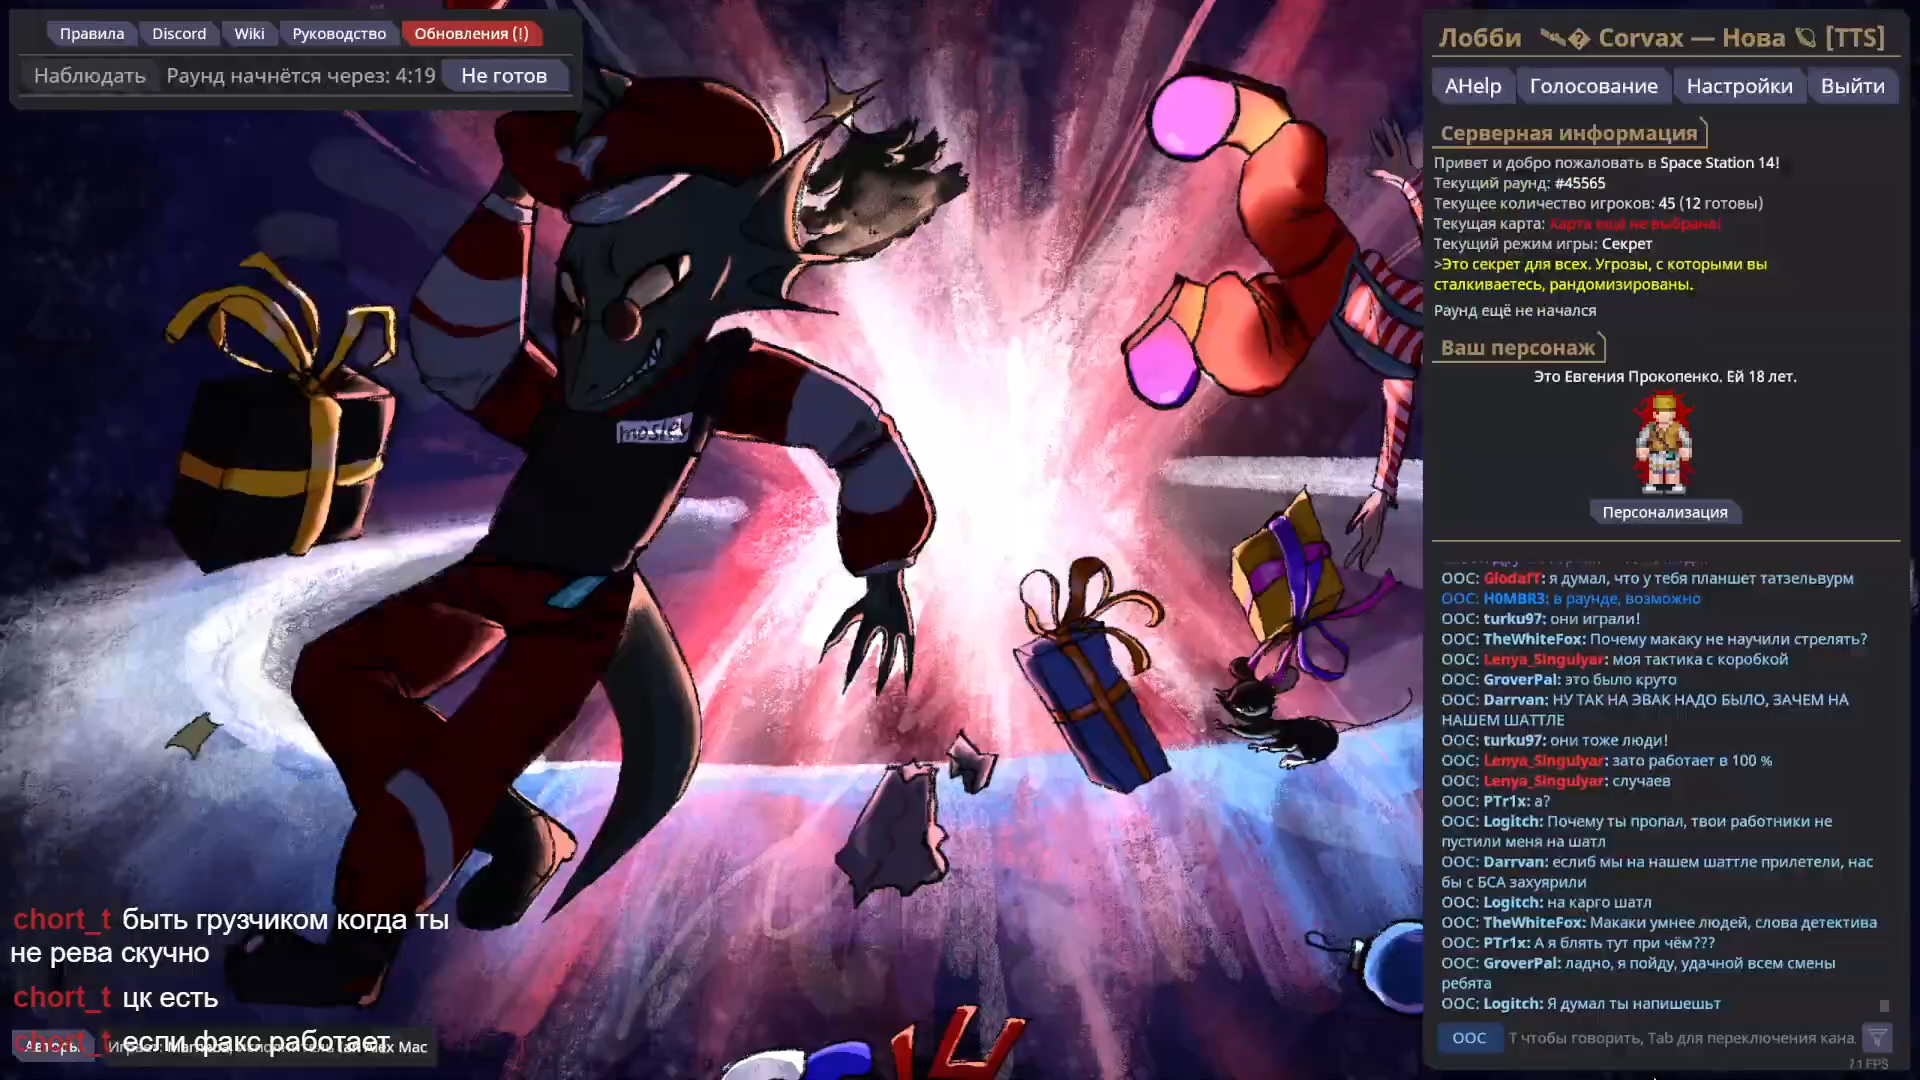 Правила Discord Wiki Руководство Обновления (!)
Наблюдать Раунд начнётся через: 4:19 Не готов
Лобби Corvax — Нова [TTS]
AHelp Голосование Настройки Выйти
Серверная информация
Привет и добро пожаловать в Space Station 14!
Текущий раунд: #45565
Текущее количество игроков: 45 (12 готовы)
Текущая карта: Карта ещё не выбрана!
Текущий режим игры: Секрет
>Это секрет для всех. Угрозы, с которыми вы
сталкиваетесь, рандомизированы.
Раунд ещё не начался
Ваш персонаж
Это Евгения Прокопенко. Ей 18 лет.
Персонализация
OOC: GlodafT: я думал, что у тебя планшет татзельвурм
OOC: H0MBR3: в раунде, возможно
OOC: turku97: они играли!
OOC: TheWhiteFox: Почему макаку не научили стрелять?
OOC: Lenya_Singulyar: моя тактика с коробкой
OOC: GroverPal: это было круто
OOC: Darrvan: НУ ТАК НА ЭВАК НАДО БЫЛО, ЗАЧЕМ НА
НАШЕМ ШАТТЛЕ
OOC: turku97: они тоже люди!
OOC: Lenya_Singulyar: зато работает в 100 %
OOC: Lenya_Singulyar: случаев
OOC: PTr1x: а?
OOC: Logitch: Почему ты пропал, твои работники не
пустили меня на шатл
OOC: Darrvan: еслиб мы на нашем шаттле прилетели, нас
бы с БСА захуярили
OOC: Logitch: на карго шатл
OOC: TheWhiteFox: Макаки умнее людей, слова детектива
OOC: PTr1x: А я блять тут при чём???
OOC: GroverPal: ладно, я пойду, удачной всем смены
ребята
OOC: Logitch: Я думал ты напишешьт
OOC T чтобы говорить, Tab для переключения кана
71 FPS
chort_t быть грузчиком когда ты
не рева скучно
chort_t цк есть
chort_t если факс работает
Авторы Alex Mac